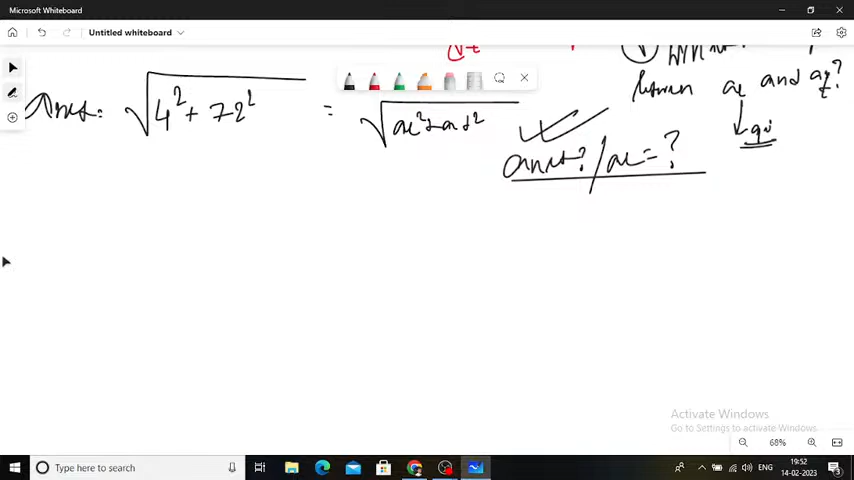 Microsoft Whiteboard
Untitled whiteboard
between ac and at?
Anet = √4² + 72² = √ac² + at²
anet? / ac = ?
Activate Windows
Go to Settings to activate Windows.
68%
Type here to search
ENG
19:52
14-02-2023